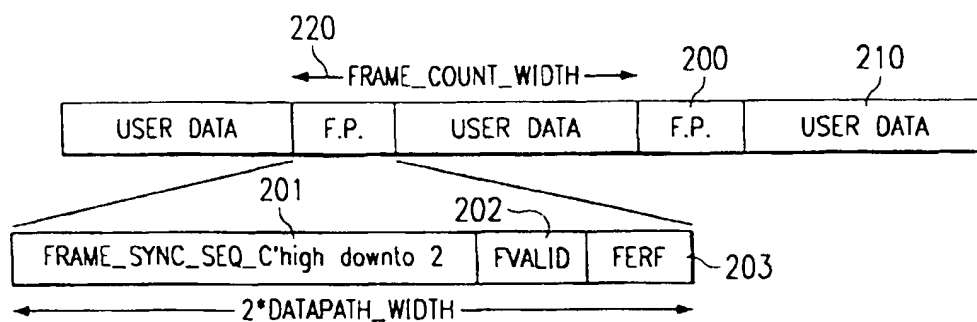 220
FRAME_COUNT_WIDTH
200
210
USER DATA
F.P.
USER DATA
F.P.
USER DATA
201
202
FRAME_SYNC_SEQ_C'high downto 2
FVALID
FERF
203
2*DATAPATH_WIDTH